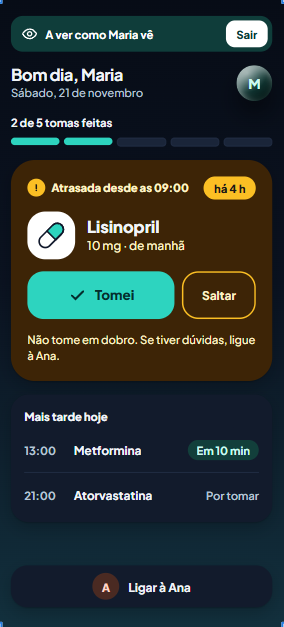 A ver como Maria vê
Sair
Bom dia, Maria
M
Sábado, 21 de novembro
2 de 5 tomas feitas
! Atrasada desde as 09:00
há 4 h
Lisinopril
10 mg · de manhã
Tomei
Saltar
Não tome em dobro. Se tiver dúvidas, ligue
à Ana.
Mais tarde hoje
13:00 Metformina Em 10 min
21:00 Atorvastatina Por tomar
A Ligar à Ana